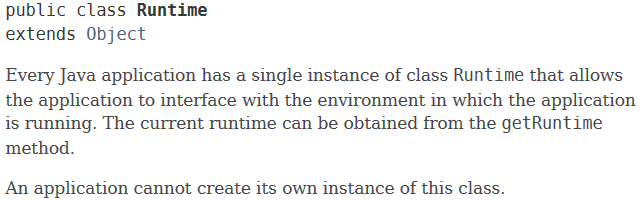 public class Runtime
extends Object
Every Java application has a single instance of class Runtime that allows
the application to interface with the environment in which the application
is running. The current runtime can be obtained from the getRuntime
method.
An application cannot create its own instance of this class.